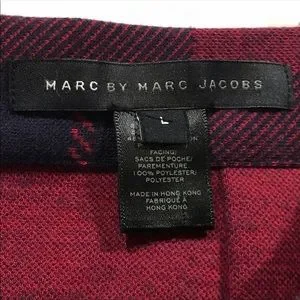 MARC BY MARC JACOBS
L
FACING/
SACS DE POCHE/
PAREMENTURE
100% POLYESTER/
POLYESTER
MADE IN HONG KONG
FABRIQUÉ À
HONG KONG